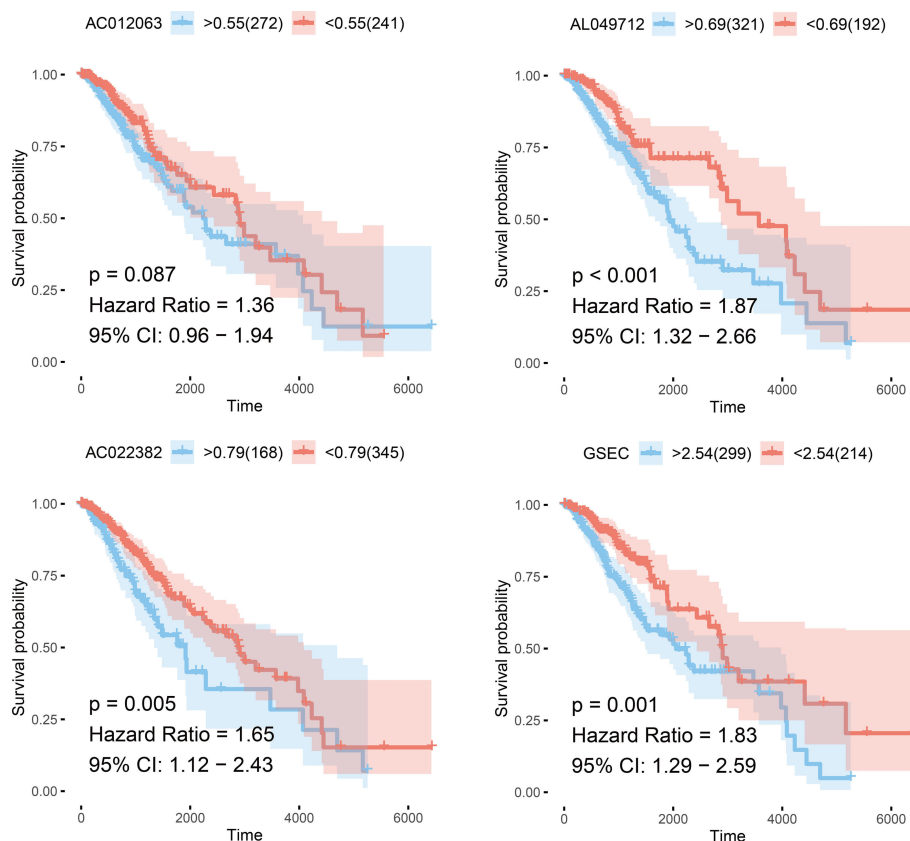 AC012063 >0.55(272) <0.55(241)
1.00
0.75
0.50
0.25
0.00
Survival probability
p = 0.087
Hazard Ratio = 1.36
95% CI: 0.96 − 1.94
0 2000 4000 6000
Time
AL049712 >0.69(321) <0.69(192)
1.00
0.75
0.50
0.25
0.00
Survival probability
p < 0.001
Hazard Ratio = 1.87
95% CI: 1.32 − 2.66
0 2000 4000 6000
Time
AC022382 >0.79(168) <0.79(345)
1.00
0.75
0.50
0.25
0.00
Survival probability
p = 0.005
Hazard Ratio = 1.65
95% CI: 1.12 − 2.43
0 2000 4000 6000
Time
GSEC >2.54(299) <2.54(214)
1.00
0.75
0.50
0.25
0.00
Survival probability
p = 0.001
Hazard Ratio = 1.83
95% CI: 1.29 − 2.59
0 2000 4000 6000
Time